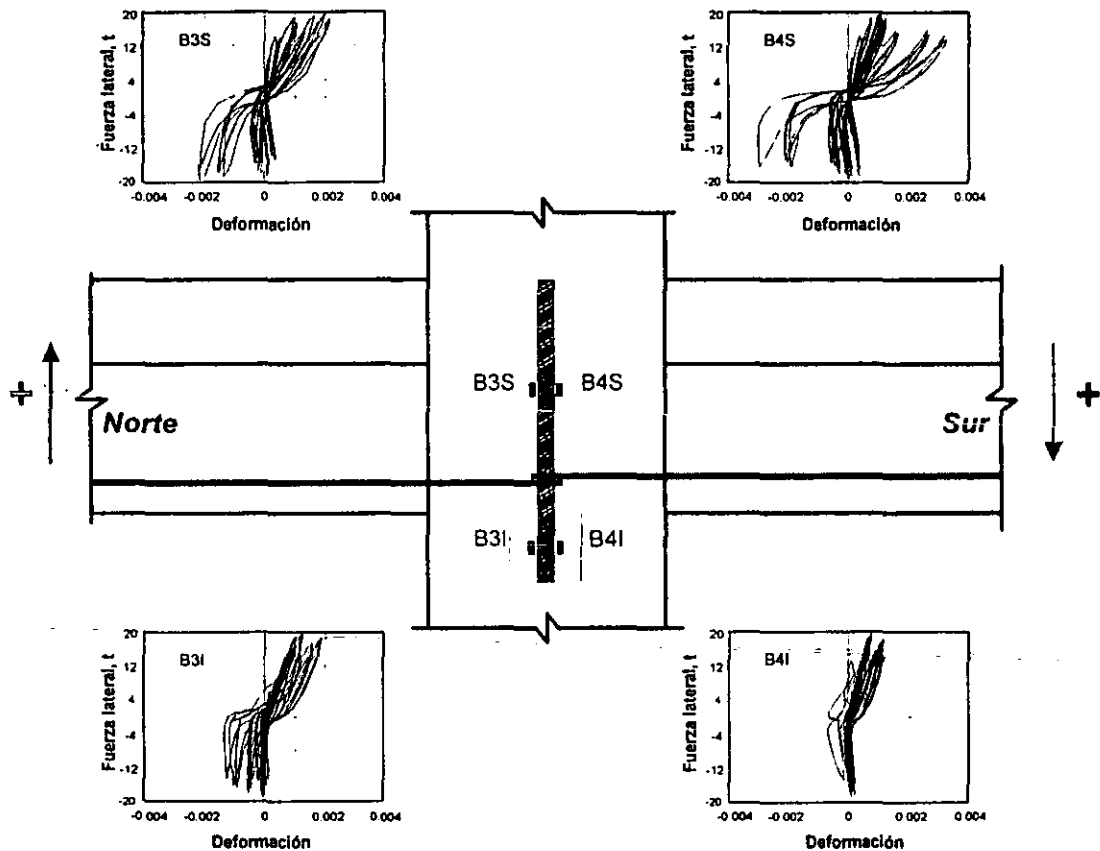 B3S
Fuerza lateral, t
20
12
4
-4
-12
-20
-0.004 -0.002 0 0.002 0.004
Deformación
B4S
Fuerza lateral, t
20
12
4
-4
-12
-20
-0.004 -0.002 0 0.002 0.004
Deformación
B3S B4S
+ Norte Sur +
B3I B4I
B3I
Fuerza lateral, t
20
12
4
-4
-12
-20
-0.004 -0.002 0 0.002 0.004
Deformación
B4I
Fuerza lateral, t
20
12
4
-4
-12
-20
-0.004 -0.002 0 0.002 0.004
Deformación